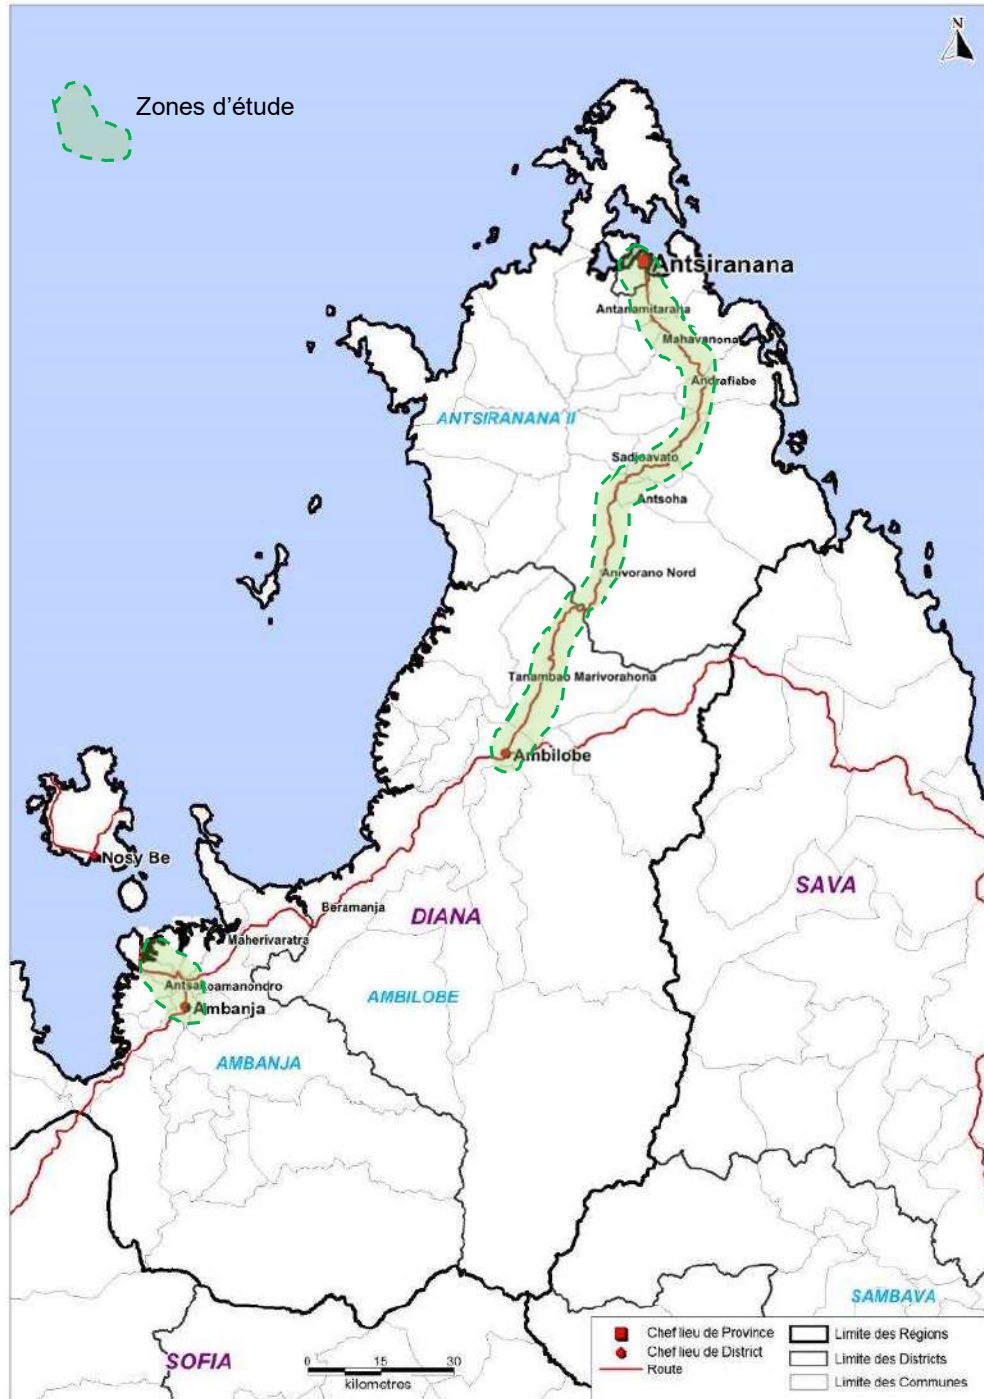 N
Zones d'étude
Antsiranana
Antanamitarana
Mahavanona
Andrafiabe
ANTSIRANANA II
Sadjoavato
Antsoha
Anivorano Nord
Tanambao Marivorahona
Ambilobe
Nosy Be
SAVA
Beramanja
DIANA
Maherivaratra
Antsakoamanondro
AMBILOBE
Ambanja
AMBANJA
SAMBAVA
SOFIA
0 15 30
kilometres
Chef lieu de Province
Chef lieu de District
Route
Limite des Régions
Limite des Districts
Limite des Communes